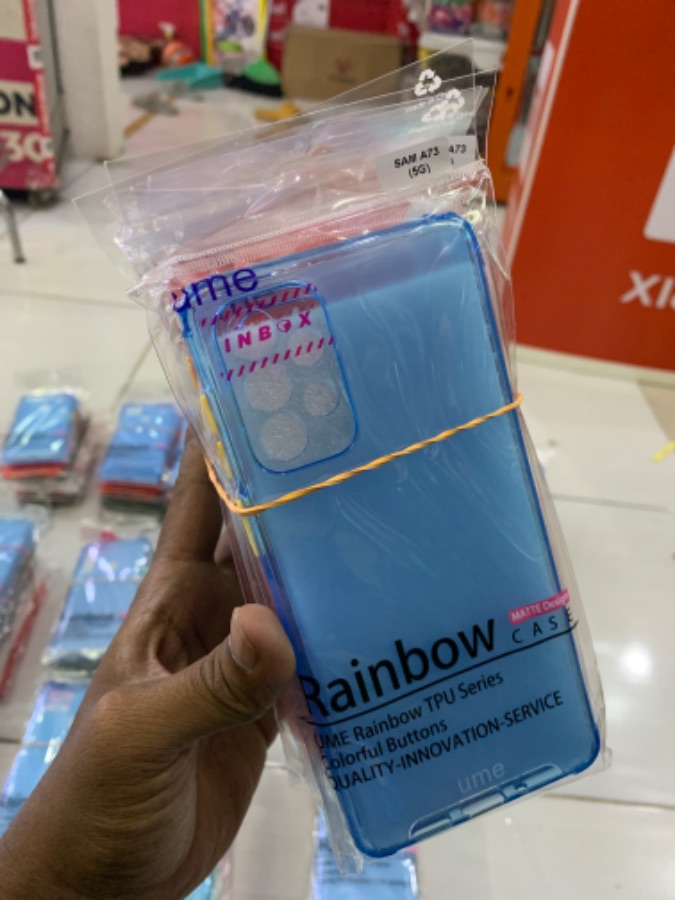 ON
30
SAM A73
(5G)
A73
XI
ume
INBOX
MATTE Design
Rainbow
CASE
UME Rainbow TPU Series
Colorful Buttons
QUALITY-INNOVATION-SERVICE
ume